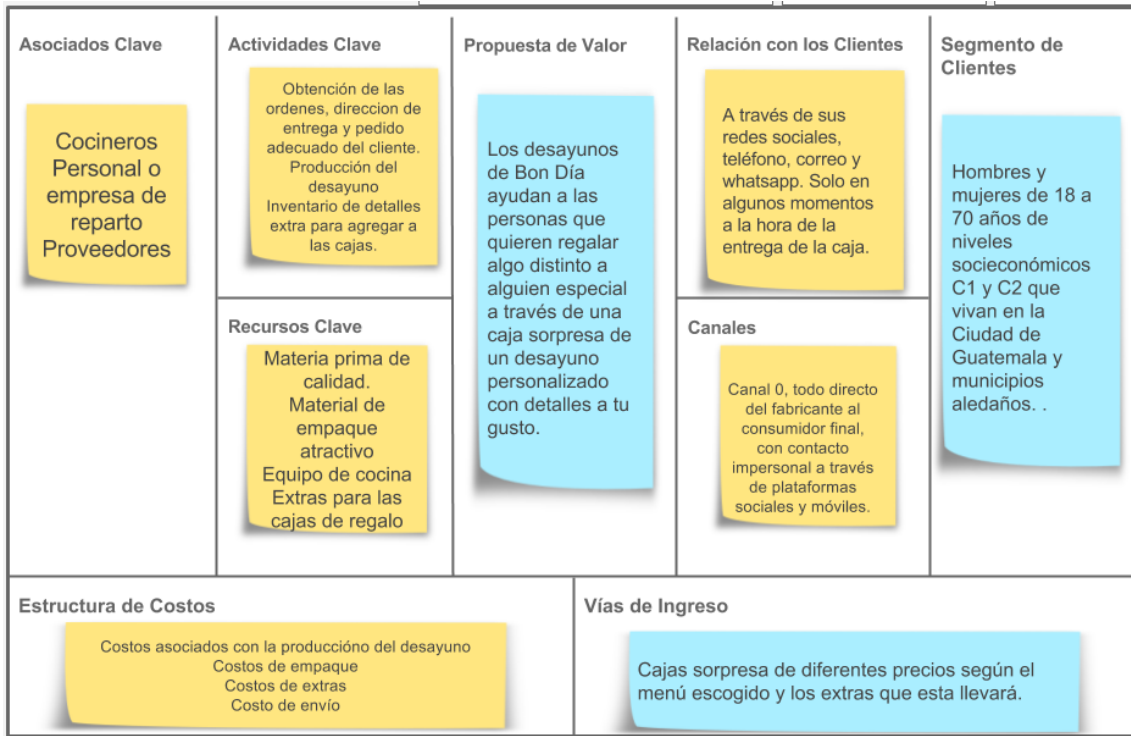 Asociados Clave
Cocineros
Personal o
empresa de
reparto
Proveedores
Actividades Clave
Obtención de las
ordenes, direccion de
entrega y pedido
adecuado del cliente.
Producción del
desayuno
Inventario de detalles
extra para agregar a
las cajas.
Recursos Clave
Materia prima de
calidad.
Material de
empaque
atractivo
Equipo de cocina
Extras para las
cajas de regalo
Propuesta de Valor
Los desayunos
de Bon Día
ayudan a las
personas que
quieren regalar
algo distinto a
alguien especial
a través de una
caja sorpresa de
un desayuno
personalizado
con detalles a tu
gusto.
Relación con los Clientes
A través de sus
redes sociales,
teléfono, correo y
whatsapp. Solo en
algunos momentos
a la hora de la
entrega de la caja.
Canales
Canal 0, todo directo
del fabricante al
consumidor final,
con contacto
impersonal a través
de plataformas
sociales y móviles.
Segmento de
Clientes
Hombres y
mujeres de 18 a
70 años de
niveles
socieconómicos
C1 y C2 que
vivan en la
Ciudad de
Guatemala y
municipios
aledaños. .
Estructura de Costos
Costos asociados con la produccióno del desayuno
Costos de empaque
Costos de extras
Costo de envío
Vías de Ingreso
Cajas sorpresa de diferentes precios según el
menú escogido y los extras que esta llevará.